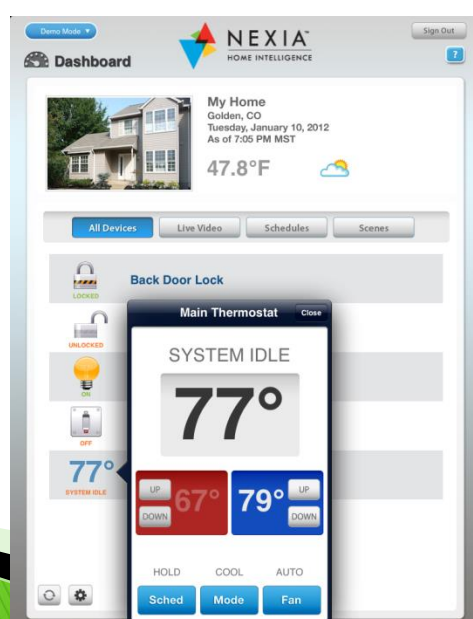 Demo Mode ▼
NEXIA™
HOME INTELLIGENCE
Sign Out
Dashboard
?
My Home
Golden, CO
Tuesday, January 10, 2012
As of 7:05 PM MST
47.8°F
All Devices
Live Video
Schedules
Scenes
LOCKED
Back Door Lock
UNLOCKED
ON
OFF
77°
SYSTEM IDLE
Main Thermostat
Close
SYSTEM IDLE
77°
UP
67°
DOWN
79°
UP
DOWN
HOLD
COOL
AUTO
Sched
Mode
Fan